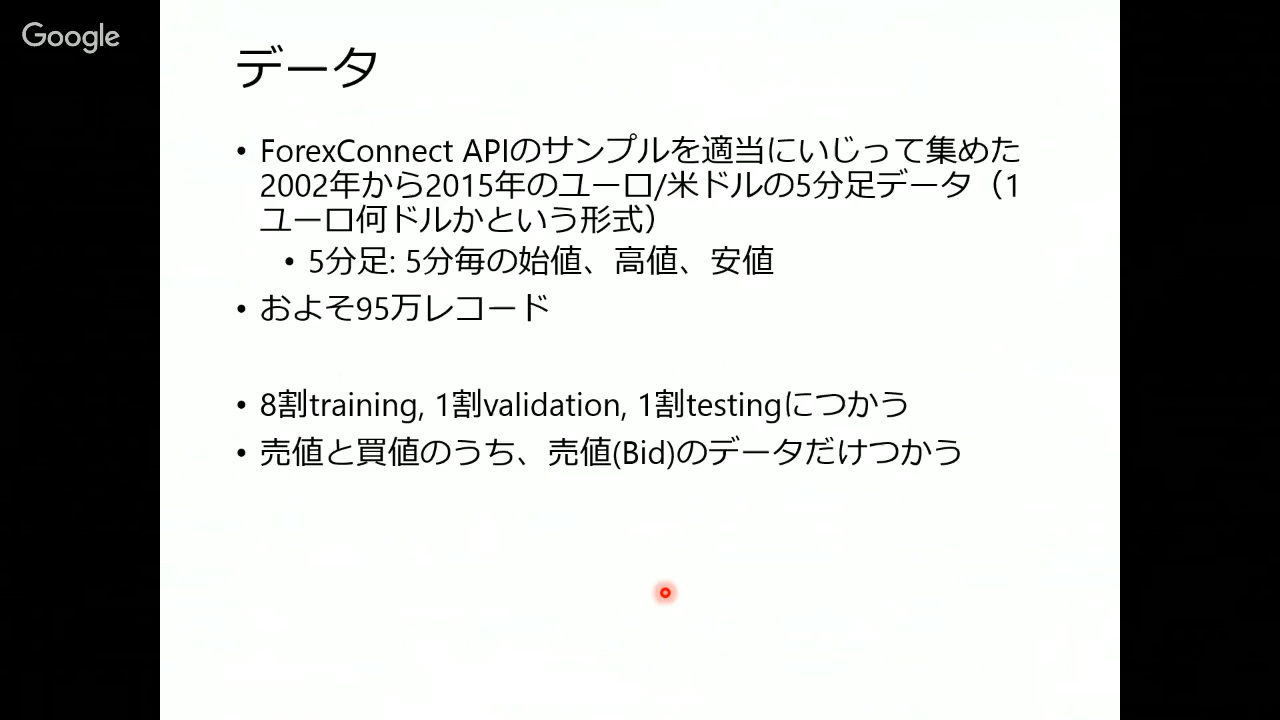 Google
データ
• ForexConnect APIのサンプルを適当にいじって集めた
2002年から2015年のユーロ/米ドルの5分足データ（1
ユーロ何ドルかという形式）
• 5分足: 5分毎の始値、高値、安値
• およそ95万レコード
• 8割training, 1割validation, 1割testingにつかう
• 売値と買値のうち、売値(Bid)のデータだけつかう